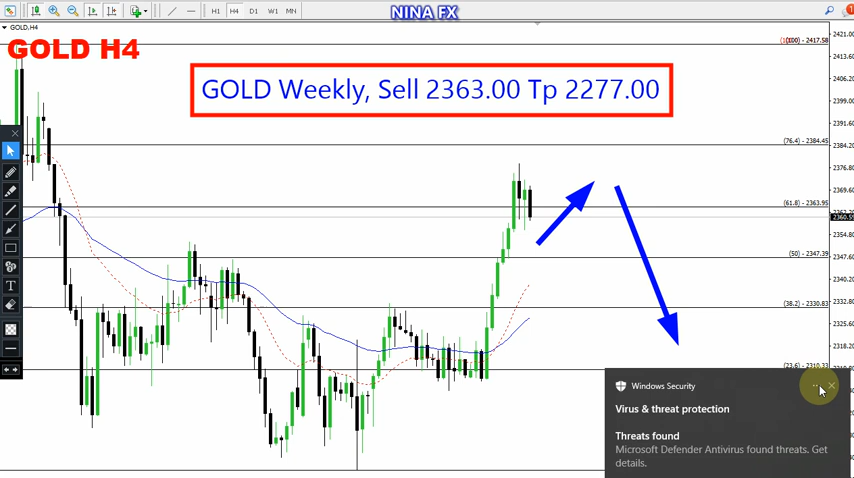 NINA FX
H1 H4 D1 W1 MN
GOLD,H4
2421.00
(100) - 2417.58
GOLD H4
2413.60
2406.20
GOLD Weekly, Sell 2363.00 Tp 2277.00
2399.00
2391.60
(76.4) - 2384.45
2384.20
2376.80
2369.60
(61.8) - 2363.95
2354.80
(50) - 2347.39
2347.60
2340.20
2332.80
(38.2) - 2330.83
2325.60
2318.20
(23.6) - 2310.33
T
Windows Security
Virus & threat protection
Threats found
Microsoft Defender Antivirus found threats. Get
details.